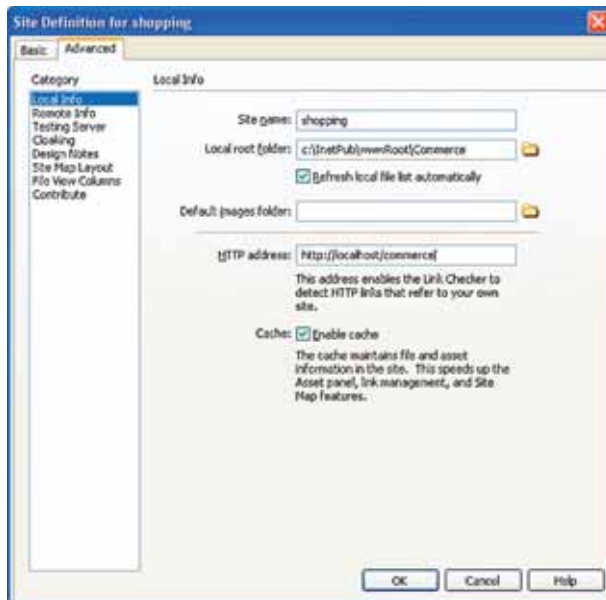 Site Definition for shopping
Basic Advanced
Category
Local Info
Remote Info
Testing Server
Cloaking
Design Notes
Site Map Layout
File View Columns
Contribute
Local Info
Site name: shopping
Local root folder: c:\InetPub\wwwRoot\Commerce
Refresh local file list automatically
Default images folder:
HTTP address: http://localhost/commerce/
This address enables the Link Checker to
detect HTTP links that refer to your own
site.
Cache: Enable cache
The cache maintains file and asset
information in the site. This speeds up the
Asset panel, link management, and Site
Map features.
OK Cancel Help